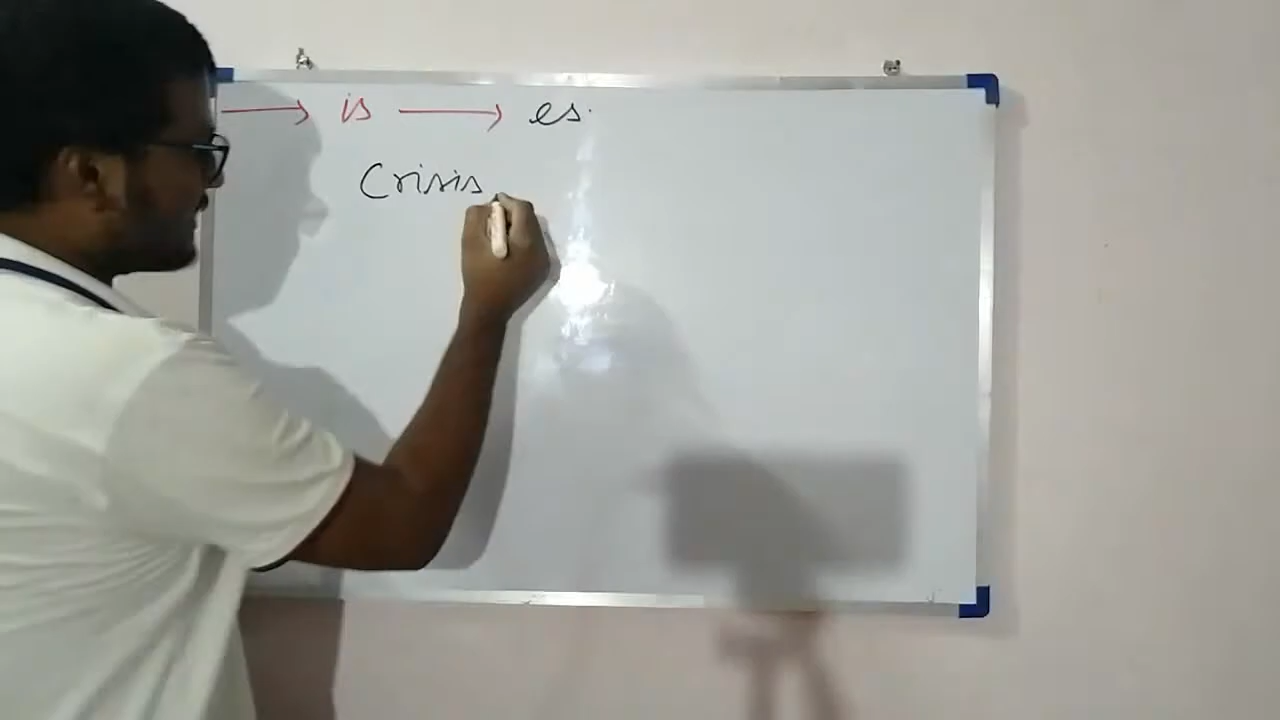 → is → es.
Crisis